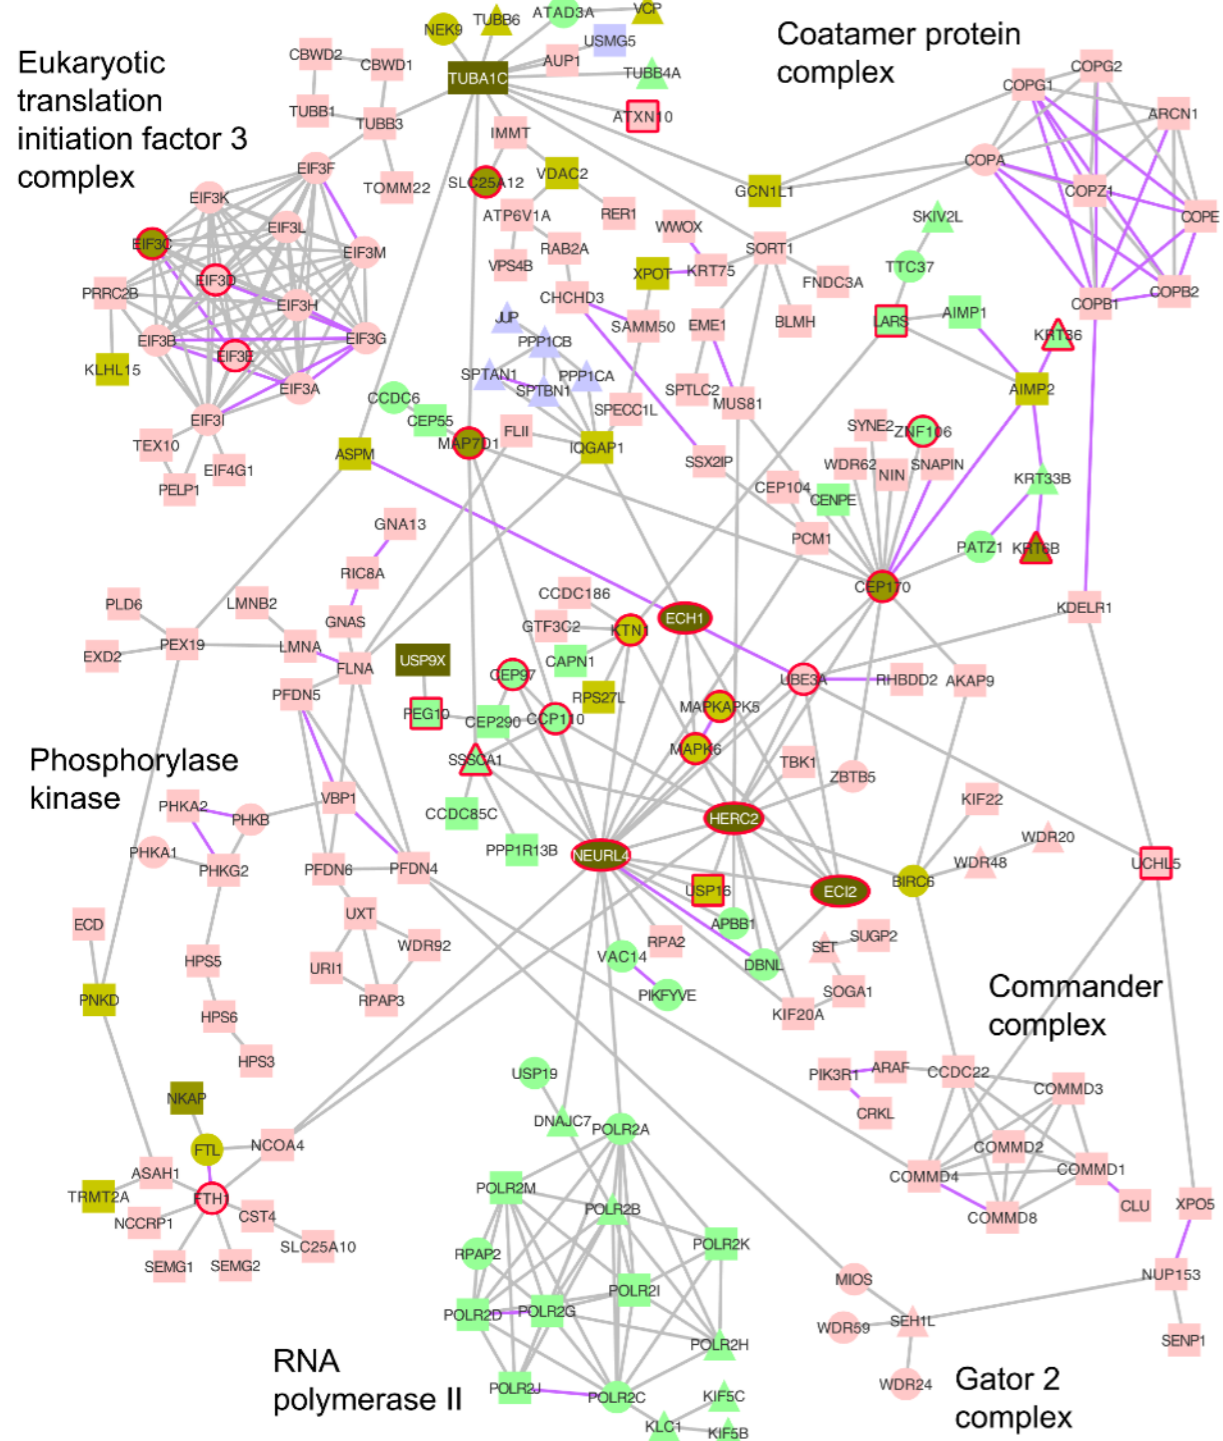 Eukaryotic
translation
initiation factor 3
complex
Coatamer protein
complex
NEK9
TUBB6
ATAD3A
VCP
USMG5
AUP1
TUBB4A
TUBA1C
ATXN10
CBWD2
CBWD1
TUBB1
TUBB3
TOMM22
IMMT
SLC25A12
VDAC2
ATP6V1A
RER1
RAB2A
VPS4B
CHCHD3
SAMM50
GCN1L1
COPG1
COPG2
ARCN1
COPA
COPZ1
COPE
COPB1
COPB2
EIF3F
EIF3K
EIF3L
EIF3C
EIF3M
EIF3D
PRRC2B
EIF3H
EIF3B
EIF3G
EIF3E
EIF3A
EIF3I
KLHL15
TEX10
EIF4G1
PELP1
WWOX
XPOT
KRT75
SORT1
FNDC3A
BLMH
EME1
SPTLC2
MUS81
SKIV2L
TTC37
LARS
AIMP1
KRT36
AIMP2
JUP
PPP1CB
SPTAN1
PPP1CA
SPTBN1
SPECC1L
CCDC6
CEP55
MAP7D1
FLII
IQGAP1
ASPM
SSX2IP
SYNE2
ZNF106
WDR62
NIN
SNAPIN
CEP104
CENPE
PCM1
KRT33B
PATZ1
KRT6B
CEP170
KDELR1
GNA13
RIC8A
GNAS
LMNB2
LMNA
FLNA
PLD6
PEX19
EXD2
PFDN5
CCDC186
GTF3C2
KTN1
CAPN1
RPS27L
ECH1
USP9X
CEP97
PEG10
CEP290
CCP110
SSSCA1
CCDC85C
PPP1R13B
MAPKAPK5
MAPK6
UBE3A
RHBDD2
AKAP9
TBK1
ZBTB5
Phosphorylase
kinase
PHKA2
PHKB
VBP1
PHKA1
PHKG2
PFDN6
PFDN4
HERC2
NEURL4
USP16
ECI2
BIRC6
KIF22
WDR20
WDR48
UCHL5
ECD
UXT
WDR92
HPS5
URI1
RPAP3
PNKD
HPS6
HPS3
APBB1
RPA2
VAC14
DBNL
PIKFYVE
SET
SUGP2
SOGA1
KIF20A
Commander
complex
PIK3R1
ARAF
CRKL
CCDC22
COMMD3
COMMD2
COMMD4
COMMD1
COMMD8
CLU
XPO5
NKAP
FTL
NCOA4
ASAH1
TRMT2A
FTH1
NCCRP1
CST4
SLC25A10
SEMG1
SEMG2
USP19
DNAJC7
POLR2A
POLR2M
POLR2B
RPAP2
POLR2K
POLR2I
POLR2D
POLR2G
POLR2H
POLR2J
POLR2C
KIF5C
KLC1
KIF5B
RNA
polymerase II
MIOS
NUP153
WDR59
SEH1L
SENP1
WDR24
Gator 2
complex